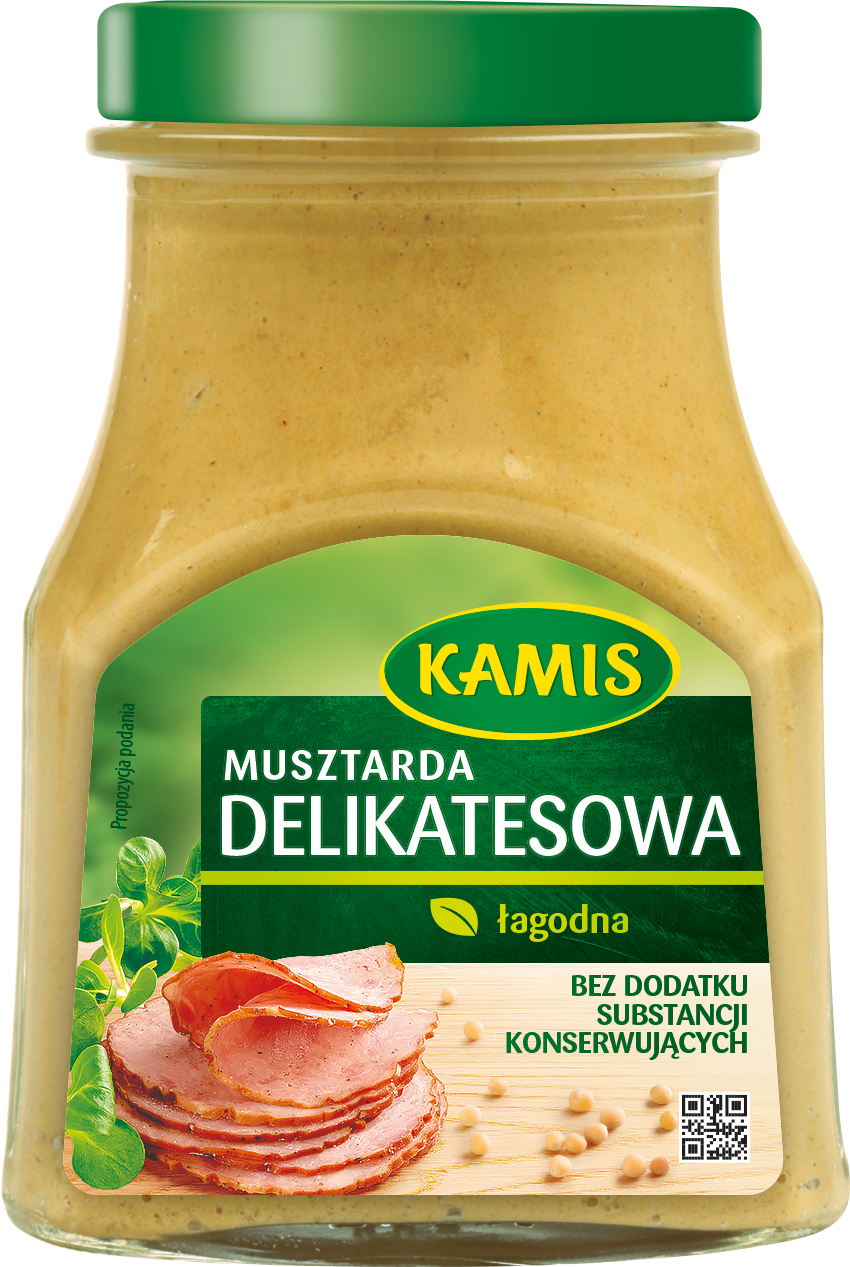 KAMIS
MUSZTARDA
DELIKATESOWA
łagodna
Propozycja podania
BEZ DODATKU
SUBSTANCJI
KONSERWUJĄCYCH